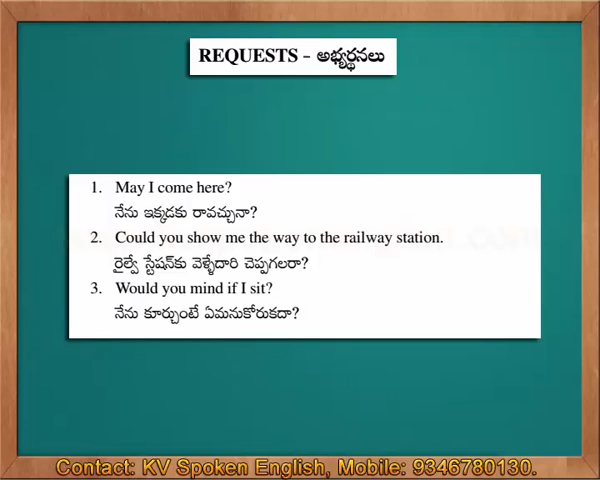 REQUESTS - అభ్యర్థనలు
1. May I come here?
నేను ఇక్కడకు రావచ్చునా?
2. Could you show me the way to the railway station.
రైల్వే స్టేషన్‌కు వెళ్ళేదారి చెప్పగలరా?
3. Would you mind if I sit?
నేను కూర్చుంటే ఏమనుకోరుకదా?
Contact: KV Spoken English, Mobile: 9346780130.